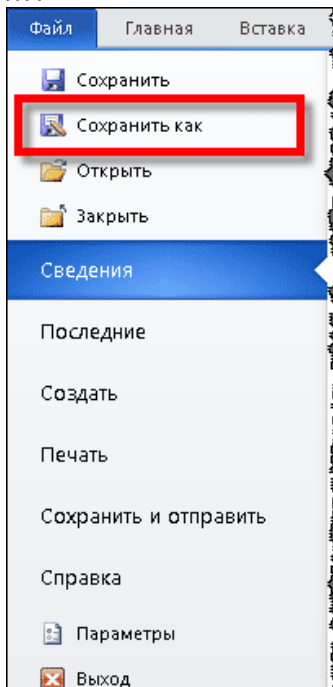 Файл Главная Вставка
Сохранить
Сохранить как
Открыть
Закрыть
Сведения
Последние
Создать
Печать
Сохранить и отправить
Справка
Параметры
Выход